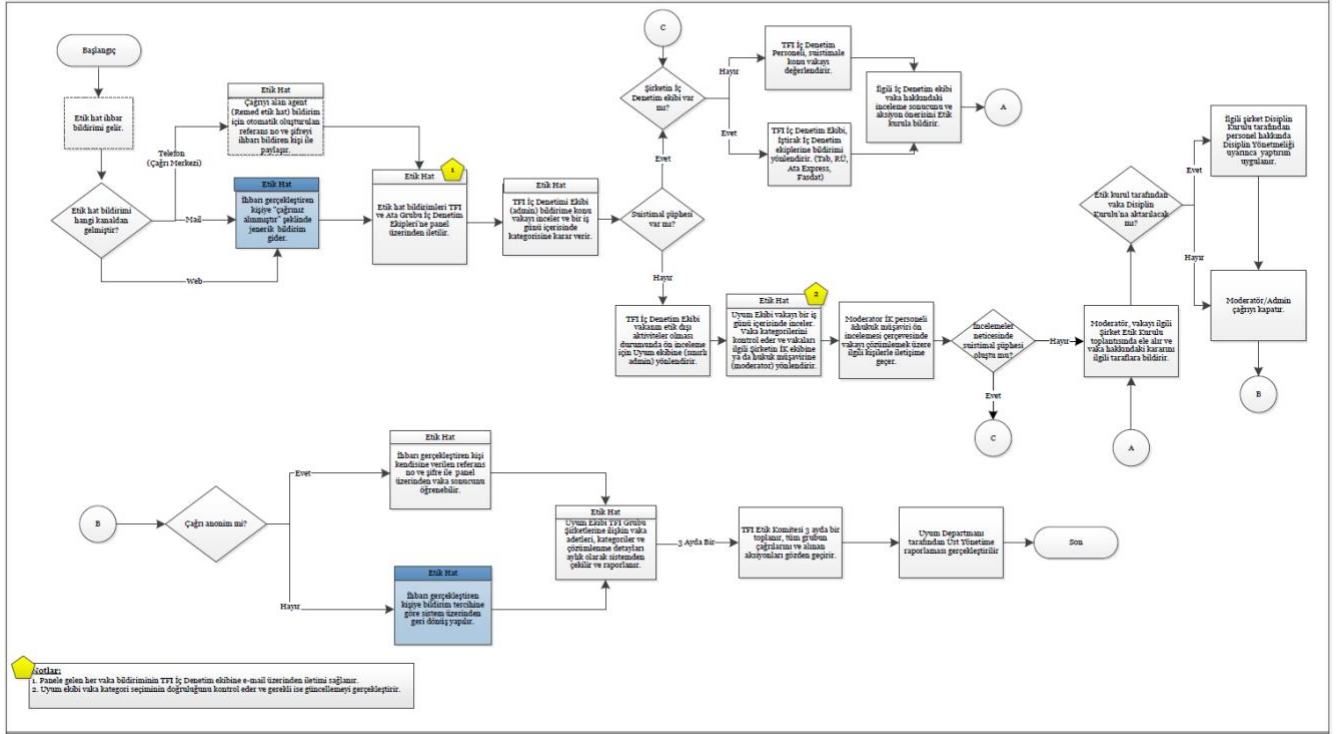 Başlangıç
Etik hat ihbar
bildirimi gelir.
Etik hat bildirimi
hangi kanaldan
gelmiştir?
Telefon
(Çağrı Merkezi)
Mail
Web
Etik Hat
Çağrıyı alan agent
(Remed etik hat) bildirim
için otomatik oluşturulan
referans no ve şifreyi
ihbarı bildiren kişi ile
paylaşır.
Etik Hat
İhbarı gerçekleştiren
kişiye "çağrınız
alınmıştır" şeklinde
jenerik bildirim
gider.
Etik Hat
1
Etik hat bildirimleri TFI
ve Ata Grubu İç Denetim
Ekipleri'ne panel
üzerinden iletilir.
Etik Hat
TFI İç Denetimi Ekibi
(admin) bildirime konu
vakayı inceler ve bir iş
günü içerisinde
kategorisine karar verir.
C
Şirketin İç
Denetim ekibi var
mı?
Evet
Suistimal şüphesi
var mı?
Hayır
Hayır
Evet
TFI İç Denetim
Personeli, suistimale
konu vakayı
değerlendirir.
TFI İç Denetim Ekibi,
İştirak İç Denetim
ekiplerine bildirimi
yönlendirir. (Tab, RÜ,
Ata Express,
Fasdat)
İlgili İç Denetim ekibi
vaka hakkındaki
inceleme sonucunu ve
aksiyon önerisini Etik
kurula bildirir.
A
TFI İç Denetim Ekibi
vakanın etik dışı
aktiviteler olması
durumunda ön inceleme
için Uyum ekibine (sınırlı
admin) yönlendirir.
Etik Hat
2
Uyum Ekibi vakayı bir iş
günü içerisinde inceler.
Vaka kategorilerini
kontrol eder ve vakaları
ilgili Şirketin İK ekibine
ya da hukuk müşavirine
(moderator) yönlendirir.
Moderator İK personeli
&hukuk müşaviri ön
incelemesi çerçevesinde
vakayı çözümlemek üzere
ilgili kişilerle iletişime
geçer.
İncelemeler
neticesinde
suistimal şüphesi
oluştu mu?
Hayır
Evet
C
Moderatör, vakayı ilgili
Şirket Etik Kurulu
toplantısında ele alır ve
vaka hakkındaki kararını
ilgili taraflara bildirir.
A
Etik kurul tarafından
vaka Disiplin
Kurulu'na aktarılacak
mı?
Evet
Hayır
İlgili şirket Disiplin
Kurulu tarafından
personel hakkında
Disiplin Yönetmeliği
uyarınca yaptırım
uygulanır.
Moderatör/Admin
çağrıyı kapatır.
B
B
Çağrı anonim mi?
Evet
Hayır
Etik Hat
İhbarı gerçekleştiren kişi
kendisine verilen referans
no ve şifre ile panel
üzerinden vaka sonucunu
öğrenebilir.
Etik Hat
İhbarı gerçekleştiren
kişiye bildirim tercihine
göre sistem üzerinden
geri dönüş yapılır.
Etik Hat
Uyum Ekibi TFI Grubu
Şirketlerine ilişkin vaka
adetleri, kategoriler ve
çözümlenme detayları
aylık olarak sistemden
çekilir ve raporlanır.
3 Ayda Bir
TFI Etik Komitesi 3 ayda bir
toplanır, tüm grubun
çağrılarını ve alınan
aksiyonları gözden geçirir.
Uyum Departmanı
tarafından Üst Yönetime
raporlaması gerçekleştirilir
Son
Notlar:
1. Panele gelen her vaka bildiriminin TFI İç Denetim ekibine e-mail üzerinden iletimi sağlanır.
2. Uyum ekibi vaka kategori seçiminin doğruluğunu kontrol eder ve gerekli ise güncellemeyi gerçekleştirir.